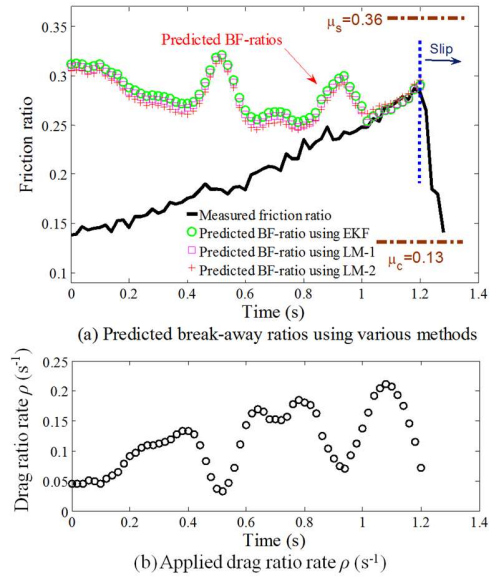 μs=0.36
Slip
Predicted BF-ratios
0.35
0.3
0.25
0.2
0.15
0.1
Friction ratio
Measured friction ratio
Predicted BF-ratio using EKF
Predicted BF-ratio using LM-1
Predicted BF-ratio using LM-2
μc=0.13
0 0.2 0.4 0.6 0.8 1 1.2 1.4
Time (s)
(a) Predicted break-away ratios using various methods
0.25
0.2
0.15
0.1
0.05
0
Drag ratio rate ρ (s-1)
0 0.2 0.4 0.6 0.8 1.0 1.2 1.4
Time (s)
(b) Applied drag ratio rate ρ (s-1)